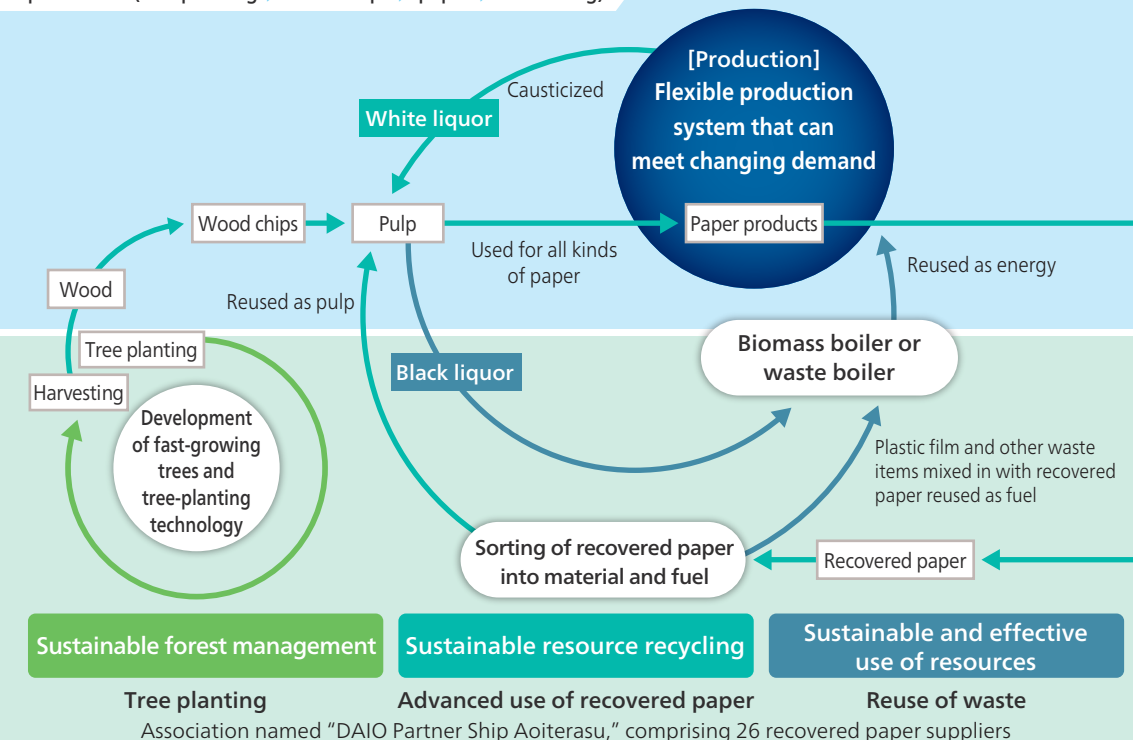 [Production]
Flexible production
system that can
meet changing demand
Causticized
White liquor
Wood chips
Pulp
Paper products
Used for all kinds
of paper
Reused as energy
Wood
Reused as pulp
Tree planting
Biomass boiler or
waste boiler
Black liquor
Harvesting
Development
of fast-growing
trees and
tree-planting
technology
Plastic film and other waste
items mixed in with recovered
paper reused as fuel
Sorting of recovered paper
into material and fuel
Recovered paper
Sustainable forest management
Sustainable resource recycling
Sustainable and effective
use of resources
Tree planting
Advanced use of recovered paper
Reuse of waste
Association named “DAIO Partner Ship Aoiterasu,” comprising 26 recovered paper suppliers